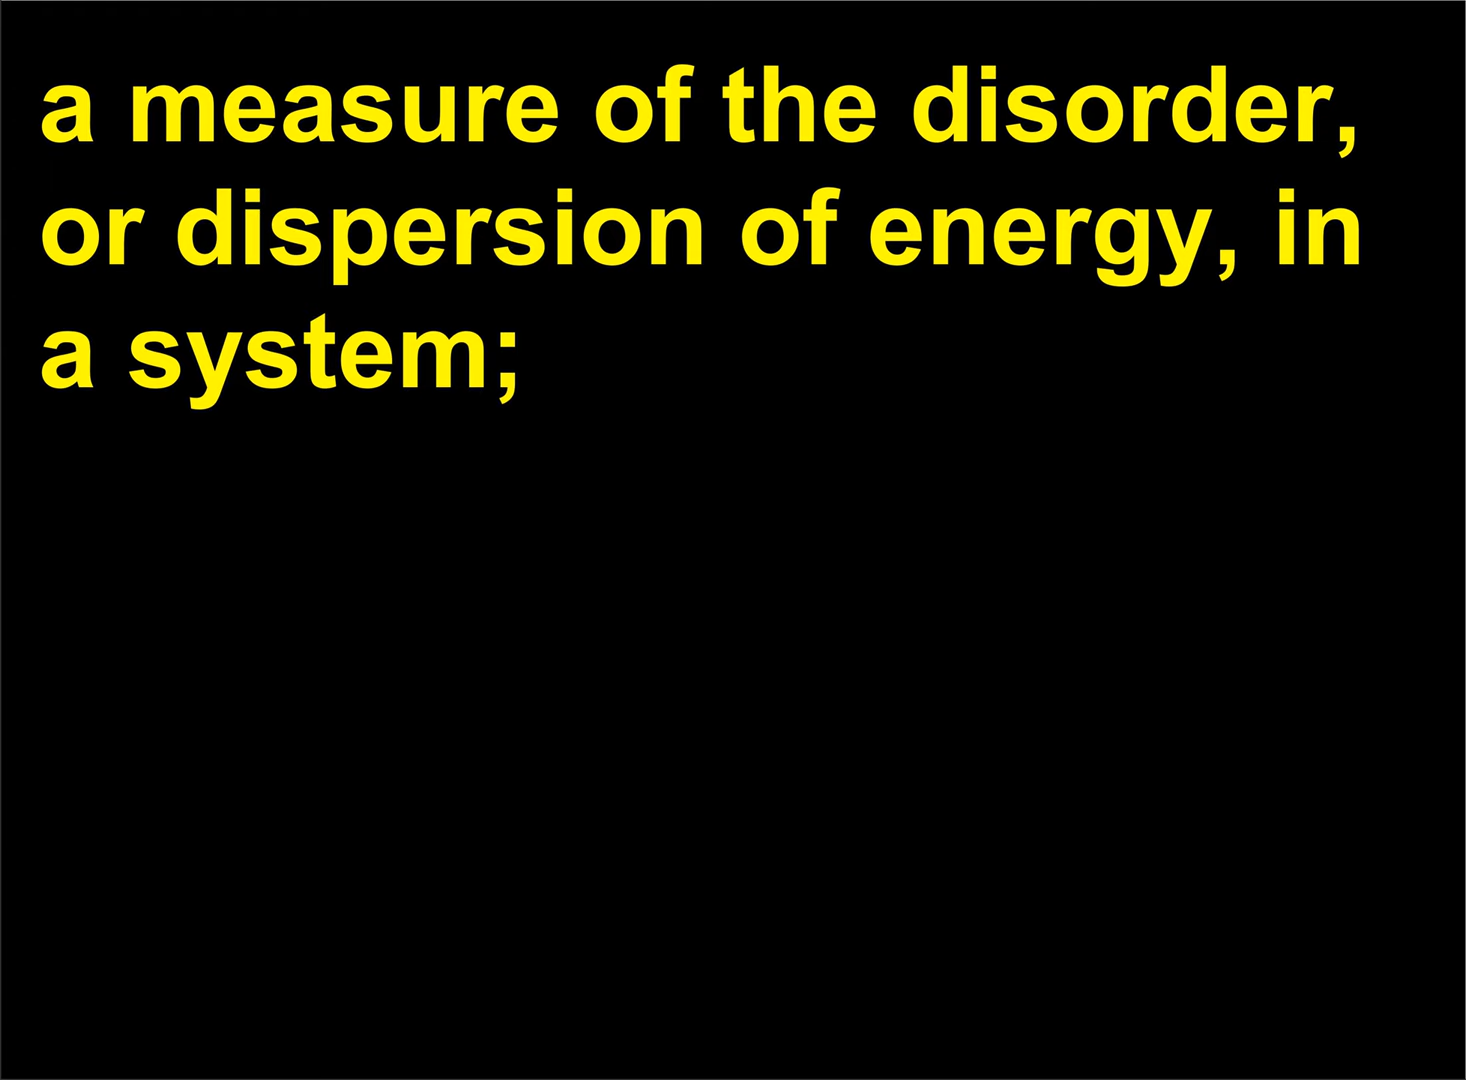 a measure of the disorder,
or dispersion of energy, in
a system;